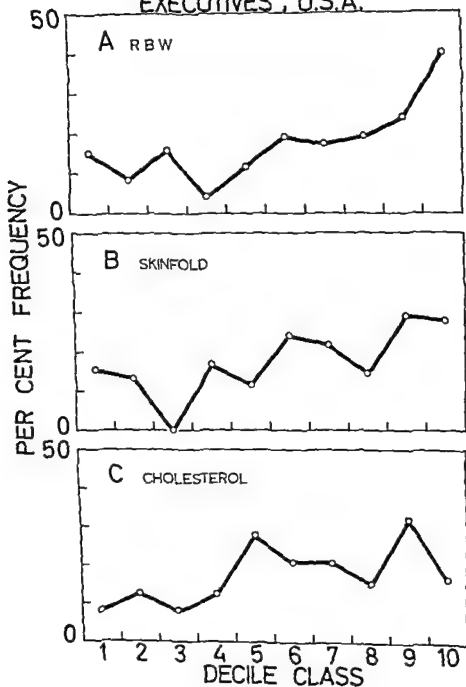 EXECUTIVES, U.S.A.
50
A RBW
0
50
B SKINFOLD
0
50
C CHOLESTEROL
0
PER CENT FREQUENCY
1 2 3 4 5 6 7 8 9 10
DECILE CLASS